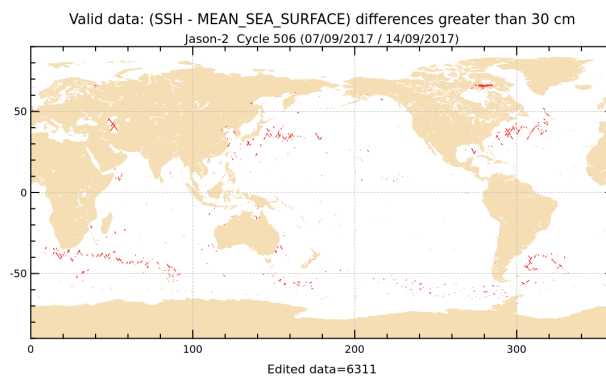 Valid data: (SSH - MEAN_SEA_SURFACE) differences greater than 30 cm
Jason-2 Cycle 506 (07/09/2017 / 14/09/2017)
50
0
-50
0 100 200 300
Edited data=6311